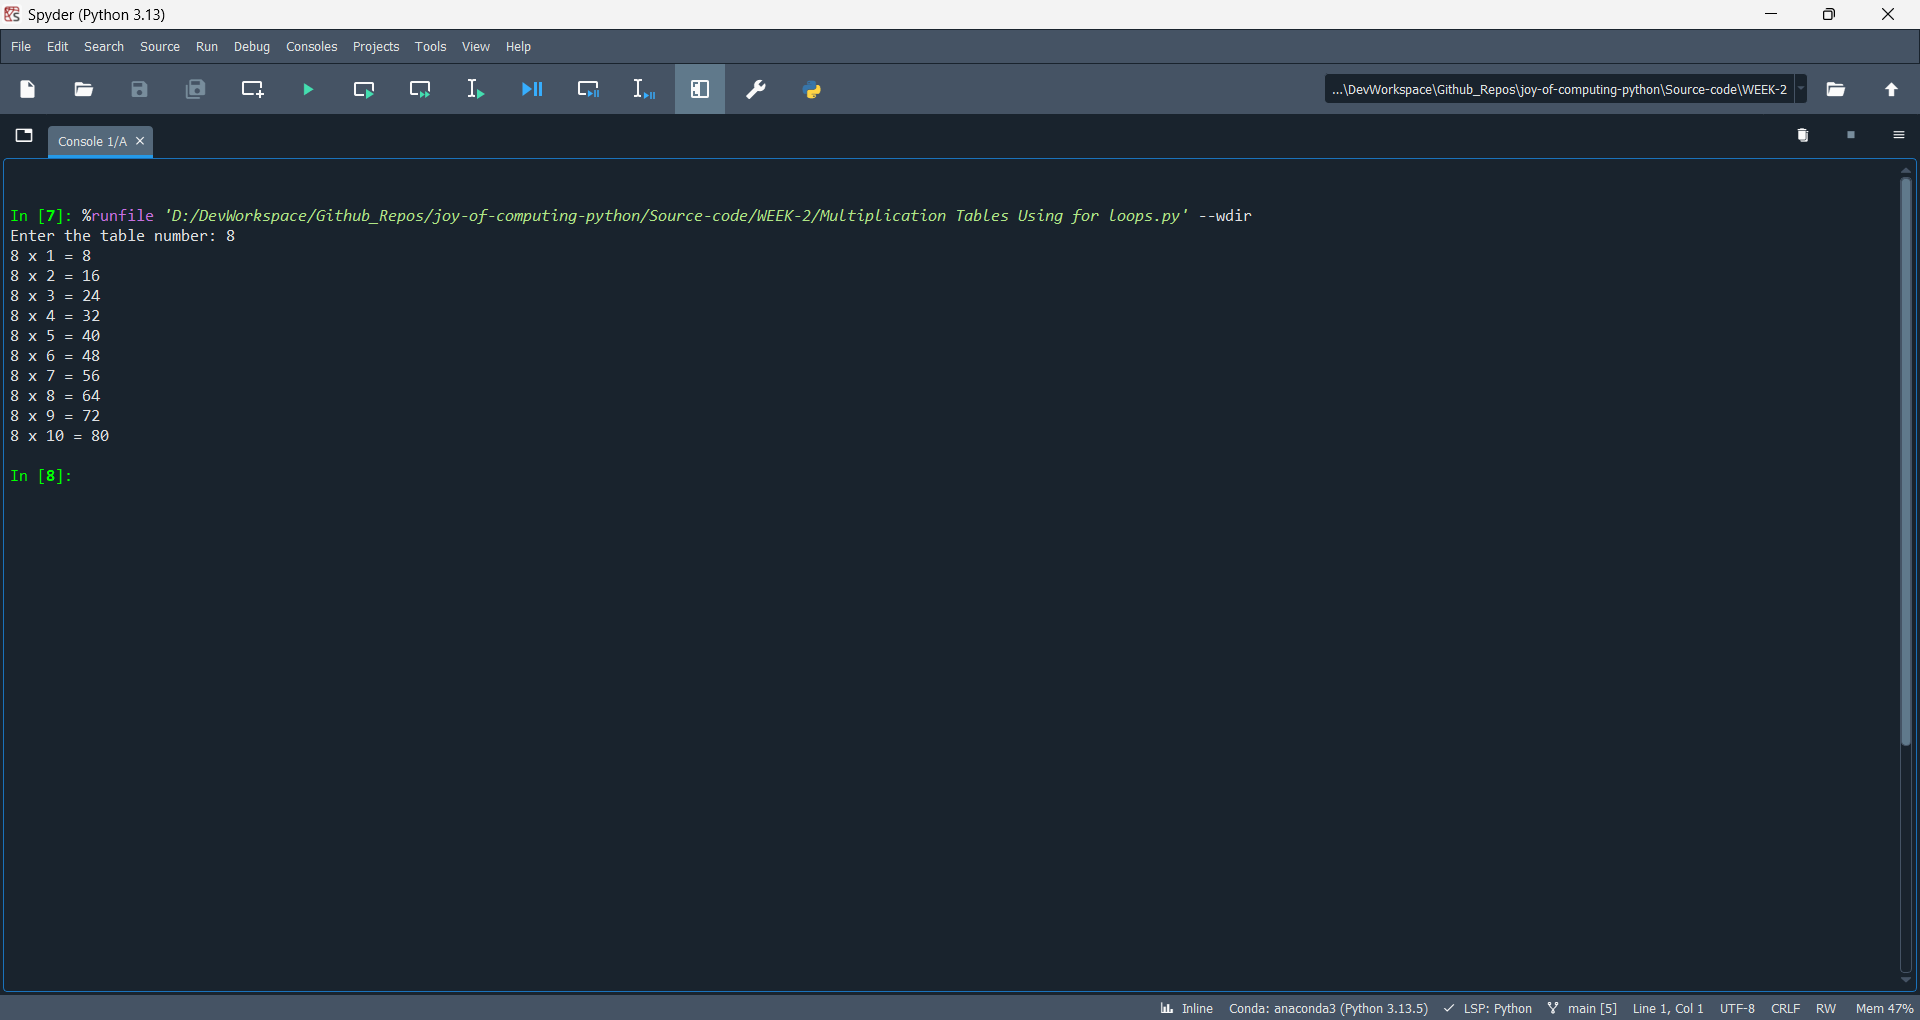 Spyder (Python 3.13)
File Edit Search Source Run Debug Consoles Projects Tools View Help
...\DevWorkspace\Github_Repos\joy-of-computing-python\Source-code\WEEK-2
Console 1/A
In [7]: %runfile 'D:/DevWorkspace/Github_Repos/joy-of-computing-python/Source-code/WEEK-2/Multiplication Tables Using for loops.py' --wdir
Enter the table number: 8
8 x 1 = 8
8 x 2 = 16
8 x 3 = 24
8 x 4 = 32
8 x 5 = 40
8 x 6 = 48
8 x 7 = 56
8 x 8 = 64
8 x 9 = 72
8 x 10 = 80
In [8]:
Inline Conda: anaconda3 (Python 3.13.5) ✓ LSP: Python main [5] Line 1, Col 1 UTF-8 CRLF RW Mem 47%